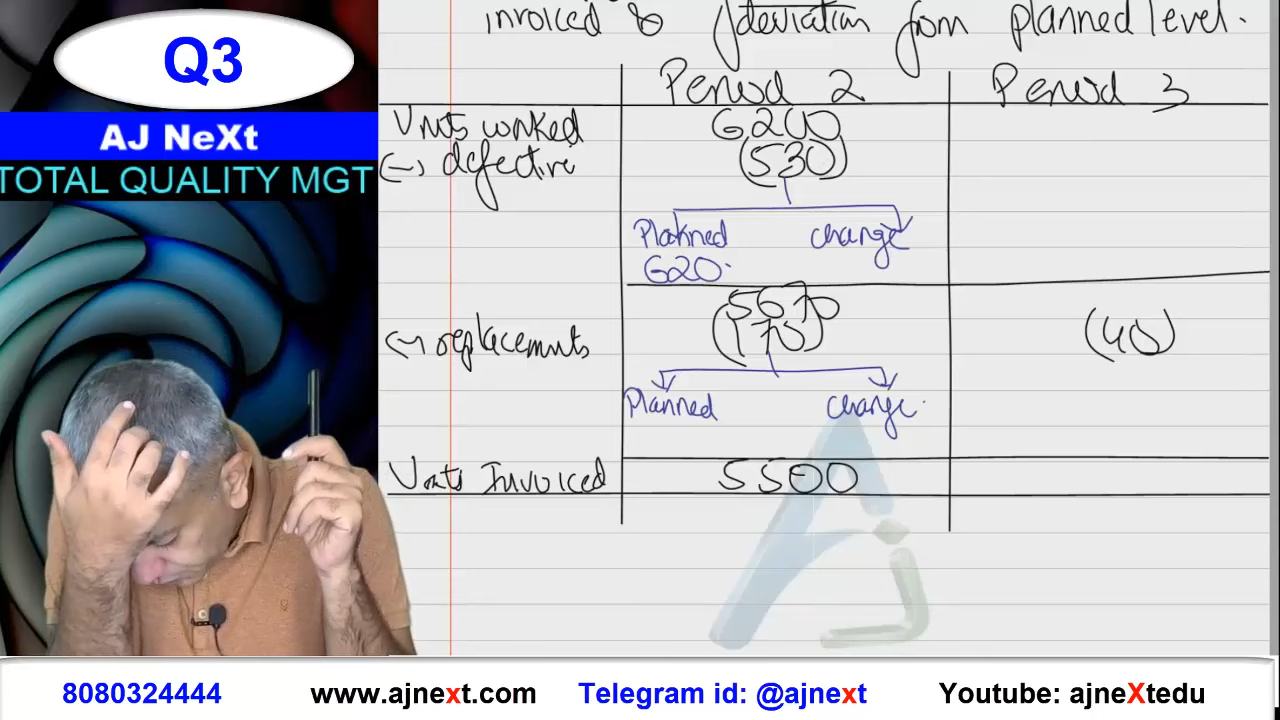 invoiced & deviation from planned level.
Q3
AJ NeXt
TOTAL QUALITY MGT
Period 2 Period 3
Units worked 6200
(-) defective (530)
Planned change
620
5670
(-) replacements (170) (40)
Planned change
Units Invoiced 5500
8080324444 www.ajnext.com Telegram id: @ajnext Youtube: ajneXtedu